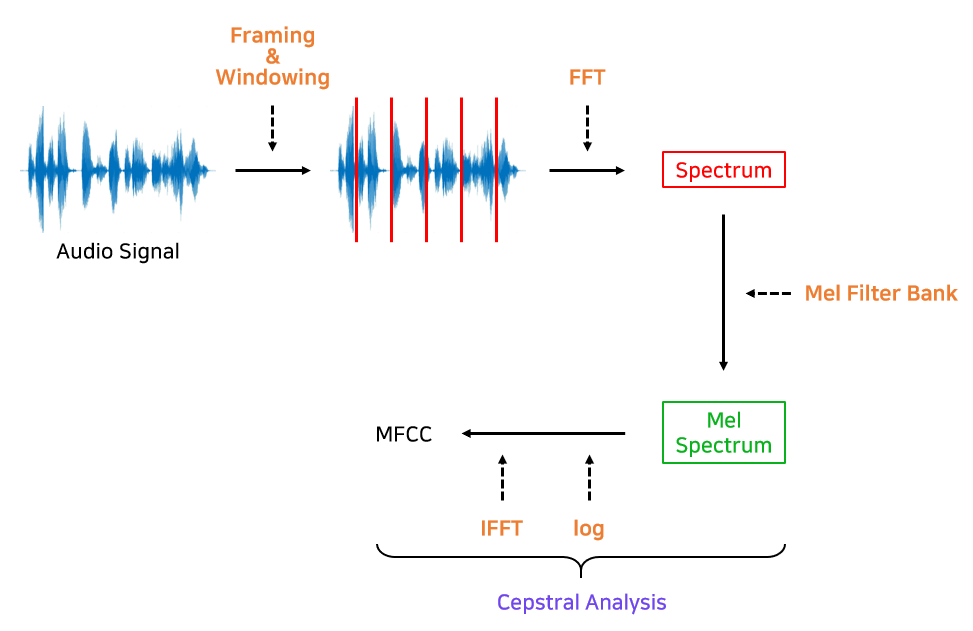 Framing
&
Windowing
FFT
Audio Signal
Spectrum
Mel Filter Bank
Mel
Spectrum
MFCC
IFFT
log
Cepstral Analysis